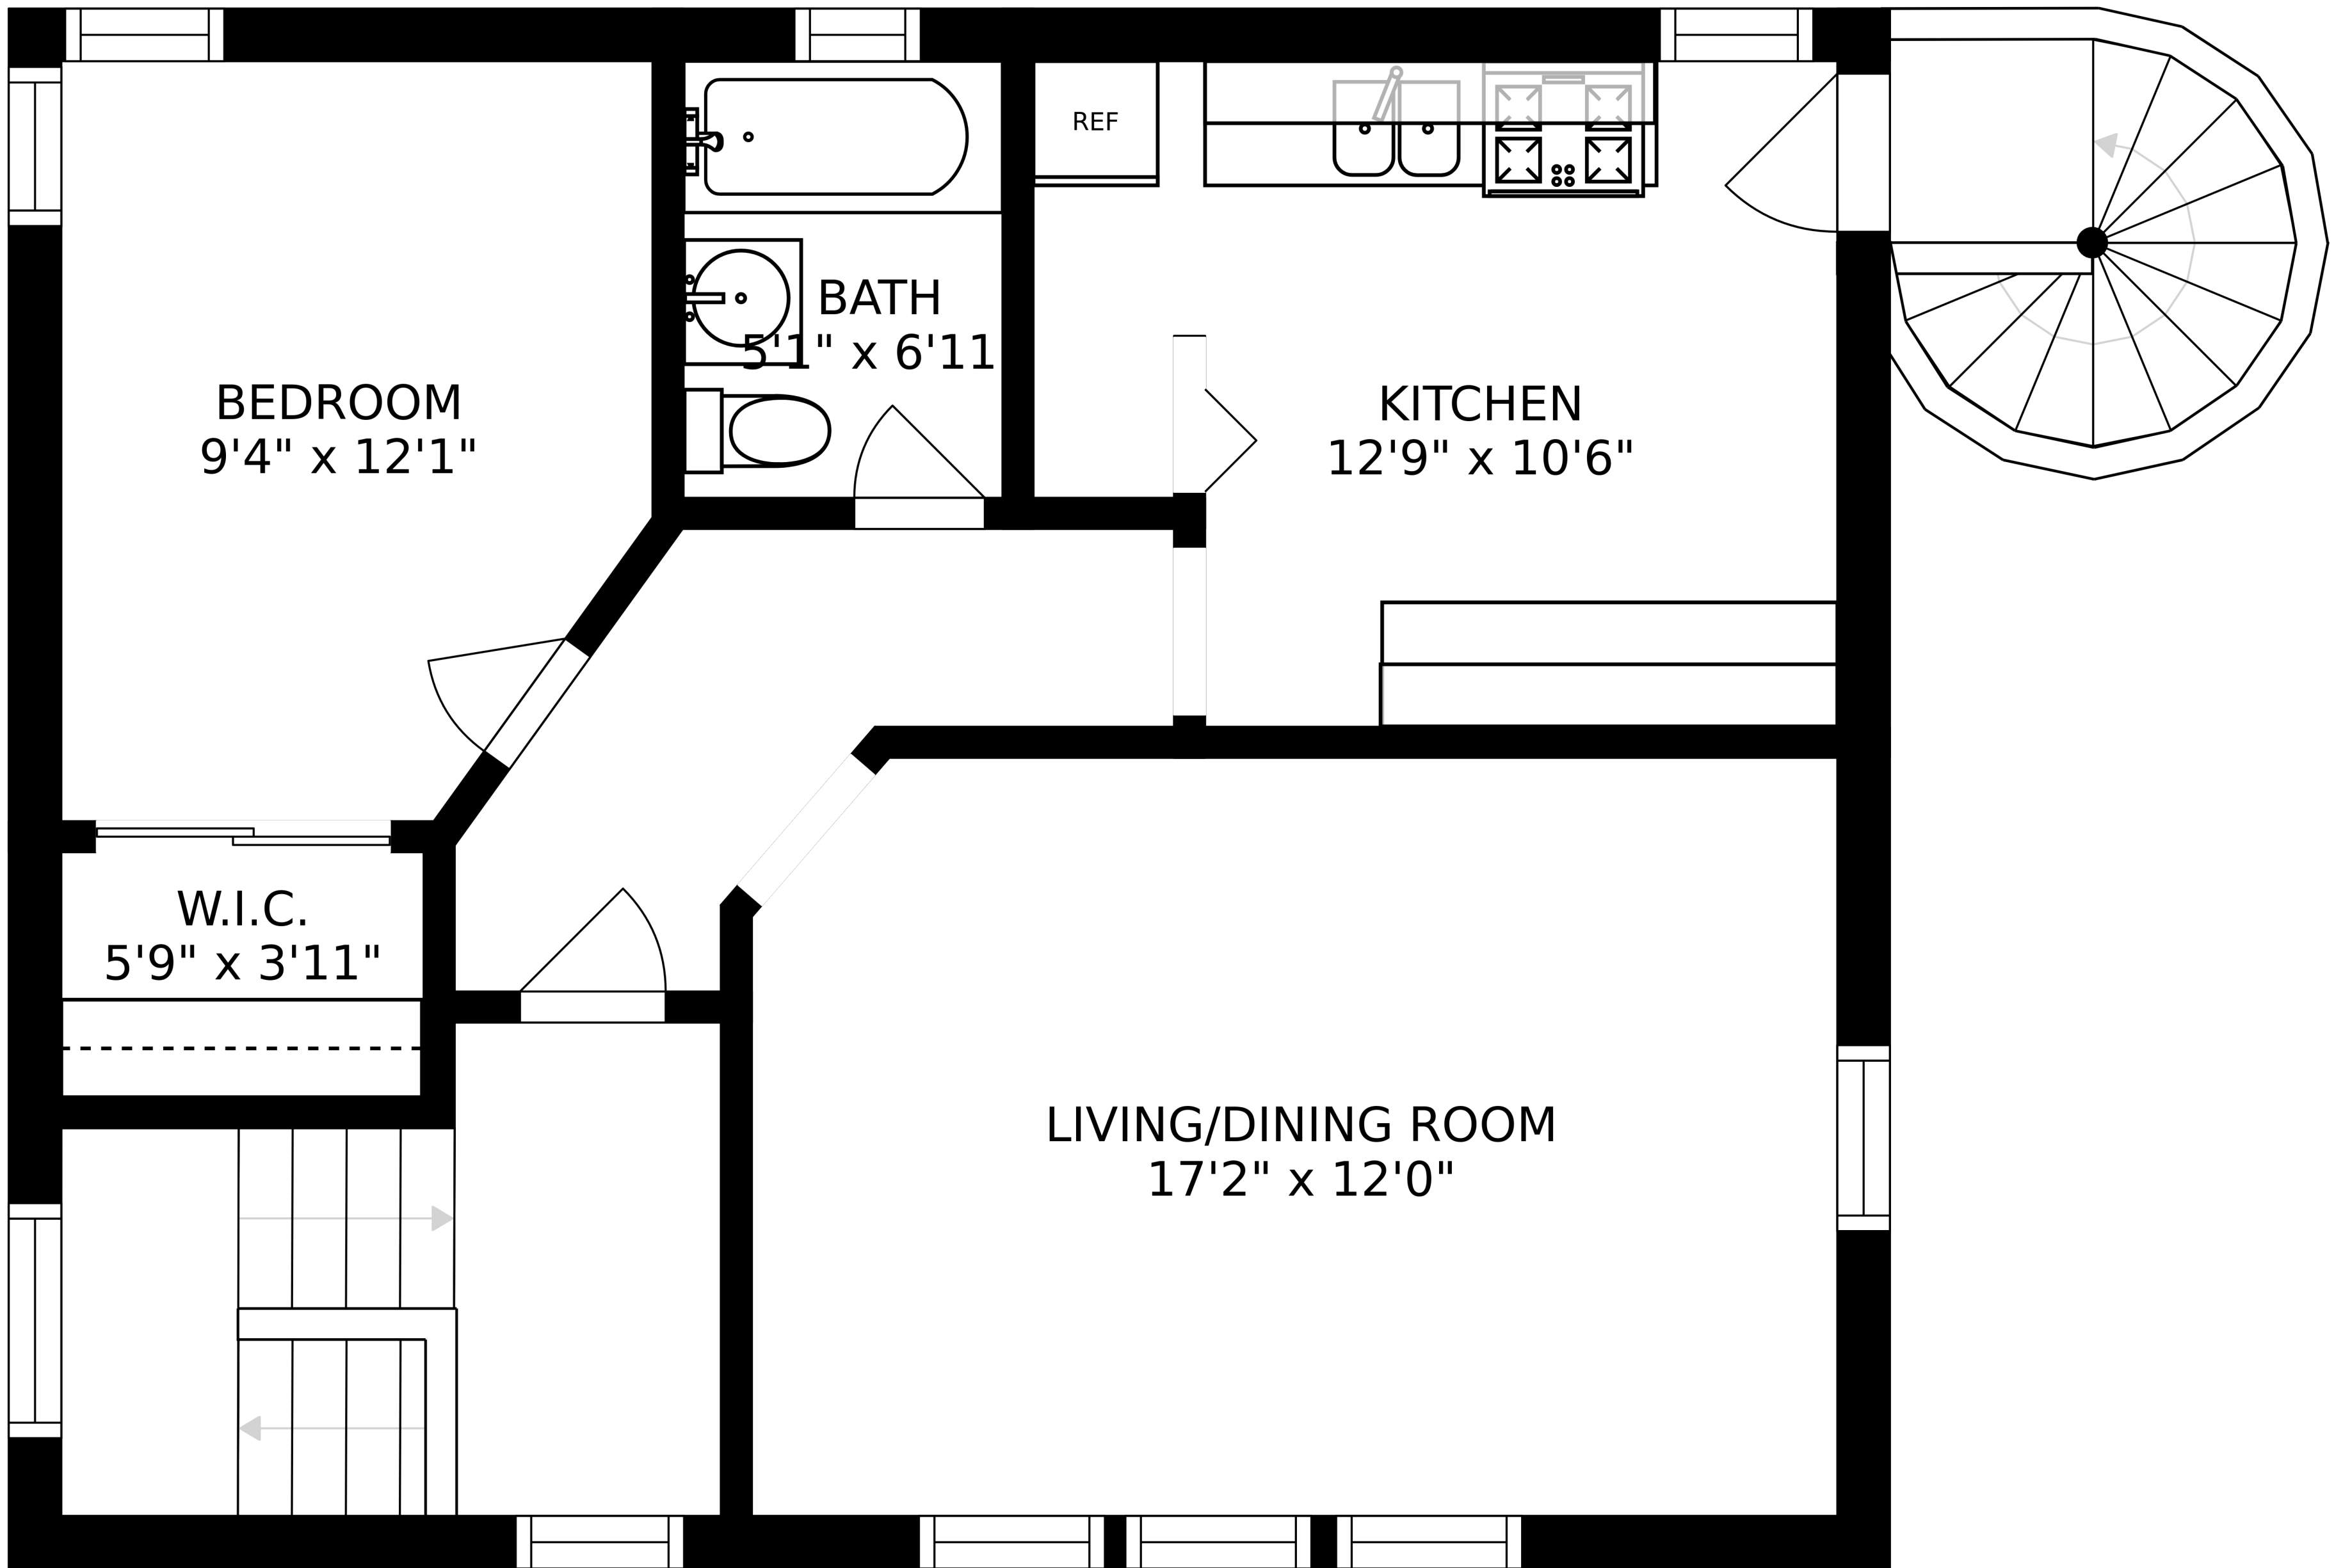 REF
BATH
5'1" x 6'11
BEDROOM
9'4" x 12'1"
KITCHEN
12'9" x 10'6"
W.I.C.
5'9" x 3'11"
LIVING/DINING ROOM
17'2" x 12'0"